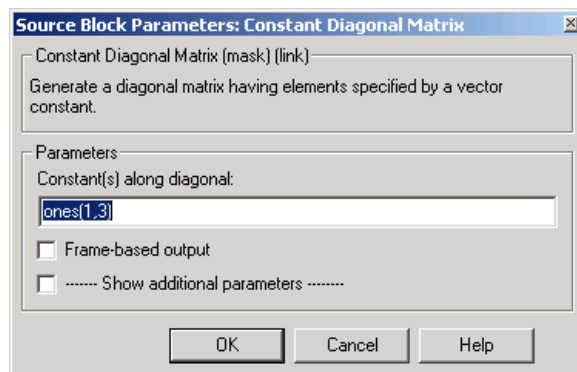 Source Block Parameters: Constant Diagonal Matrix
Constant Diagonal Matrix (mask) (link)
Generate a diagonal matrix having elements specified by a vector
constant.
Parameters
Constant(s) along diagonal:
ones(1,3)
Frame-based output
------- Show additional parameters --------
OK Cancel Help